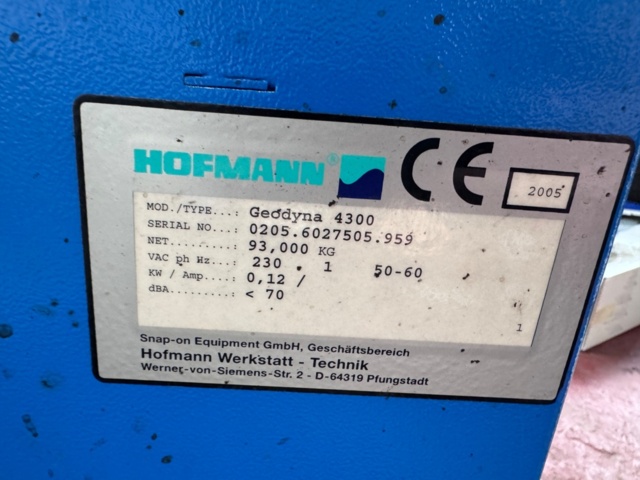 HOFMANN®
CE
2005
MOD./TYPE...: Geodyna 4300
SERIAL NO...: 0205.6027505.959
NET.........: 93,000 KG
VAC ph Hz...: 230 1 50-60
KW / Amp....: 0,12 /
dBA.........: < 70
1
Snap-on Equipment GmbH, Geschäftsbereich
Hofmann Werkstatt - Technik
Werner-von-Siemens-Str. 2 - D-64319 Pfungstadt